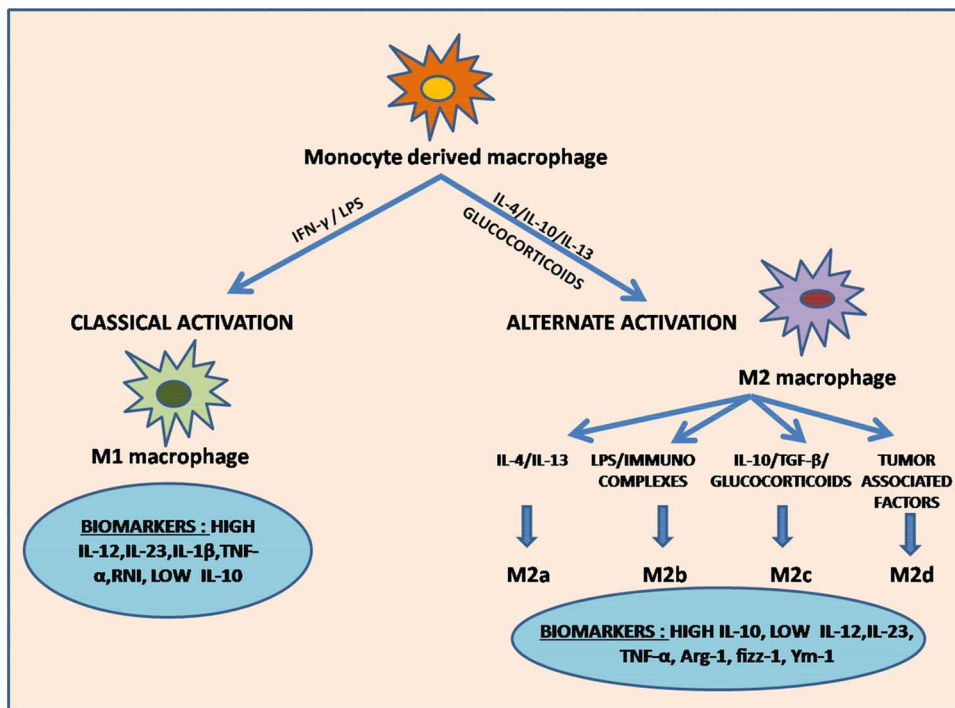 Monocyte derived macrophage
IFN-γ / LPS
IL-4/IL-10/IL-13
GLUCOCORTICOIDS
CLASSICAL ACTIVATION
ALTERNATE ACTIVATION
M1 macrophage
M2 macrophage
IL-4/IL-13
LPS/IMMUNO
COMPLEXES
IL-10/TGF-β/
GLUCOCORTICOIDS
TUMOR
ASSOCIATED
FACTORS
BIOMARKERS : HIGH
IL-12,IL-23,IL-1β,TNF-
α,RNI, LOW IL-10
M2a
M2b
M2c
M2d
BIOMARKERS : HIGH IL-10, LOW IL-12,IL-23,
TNF-α, Arg-1, fizz-1, Ym-1